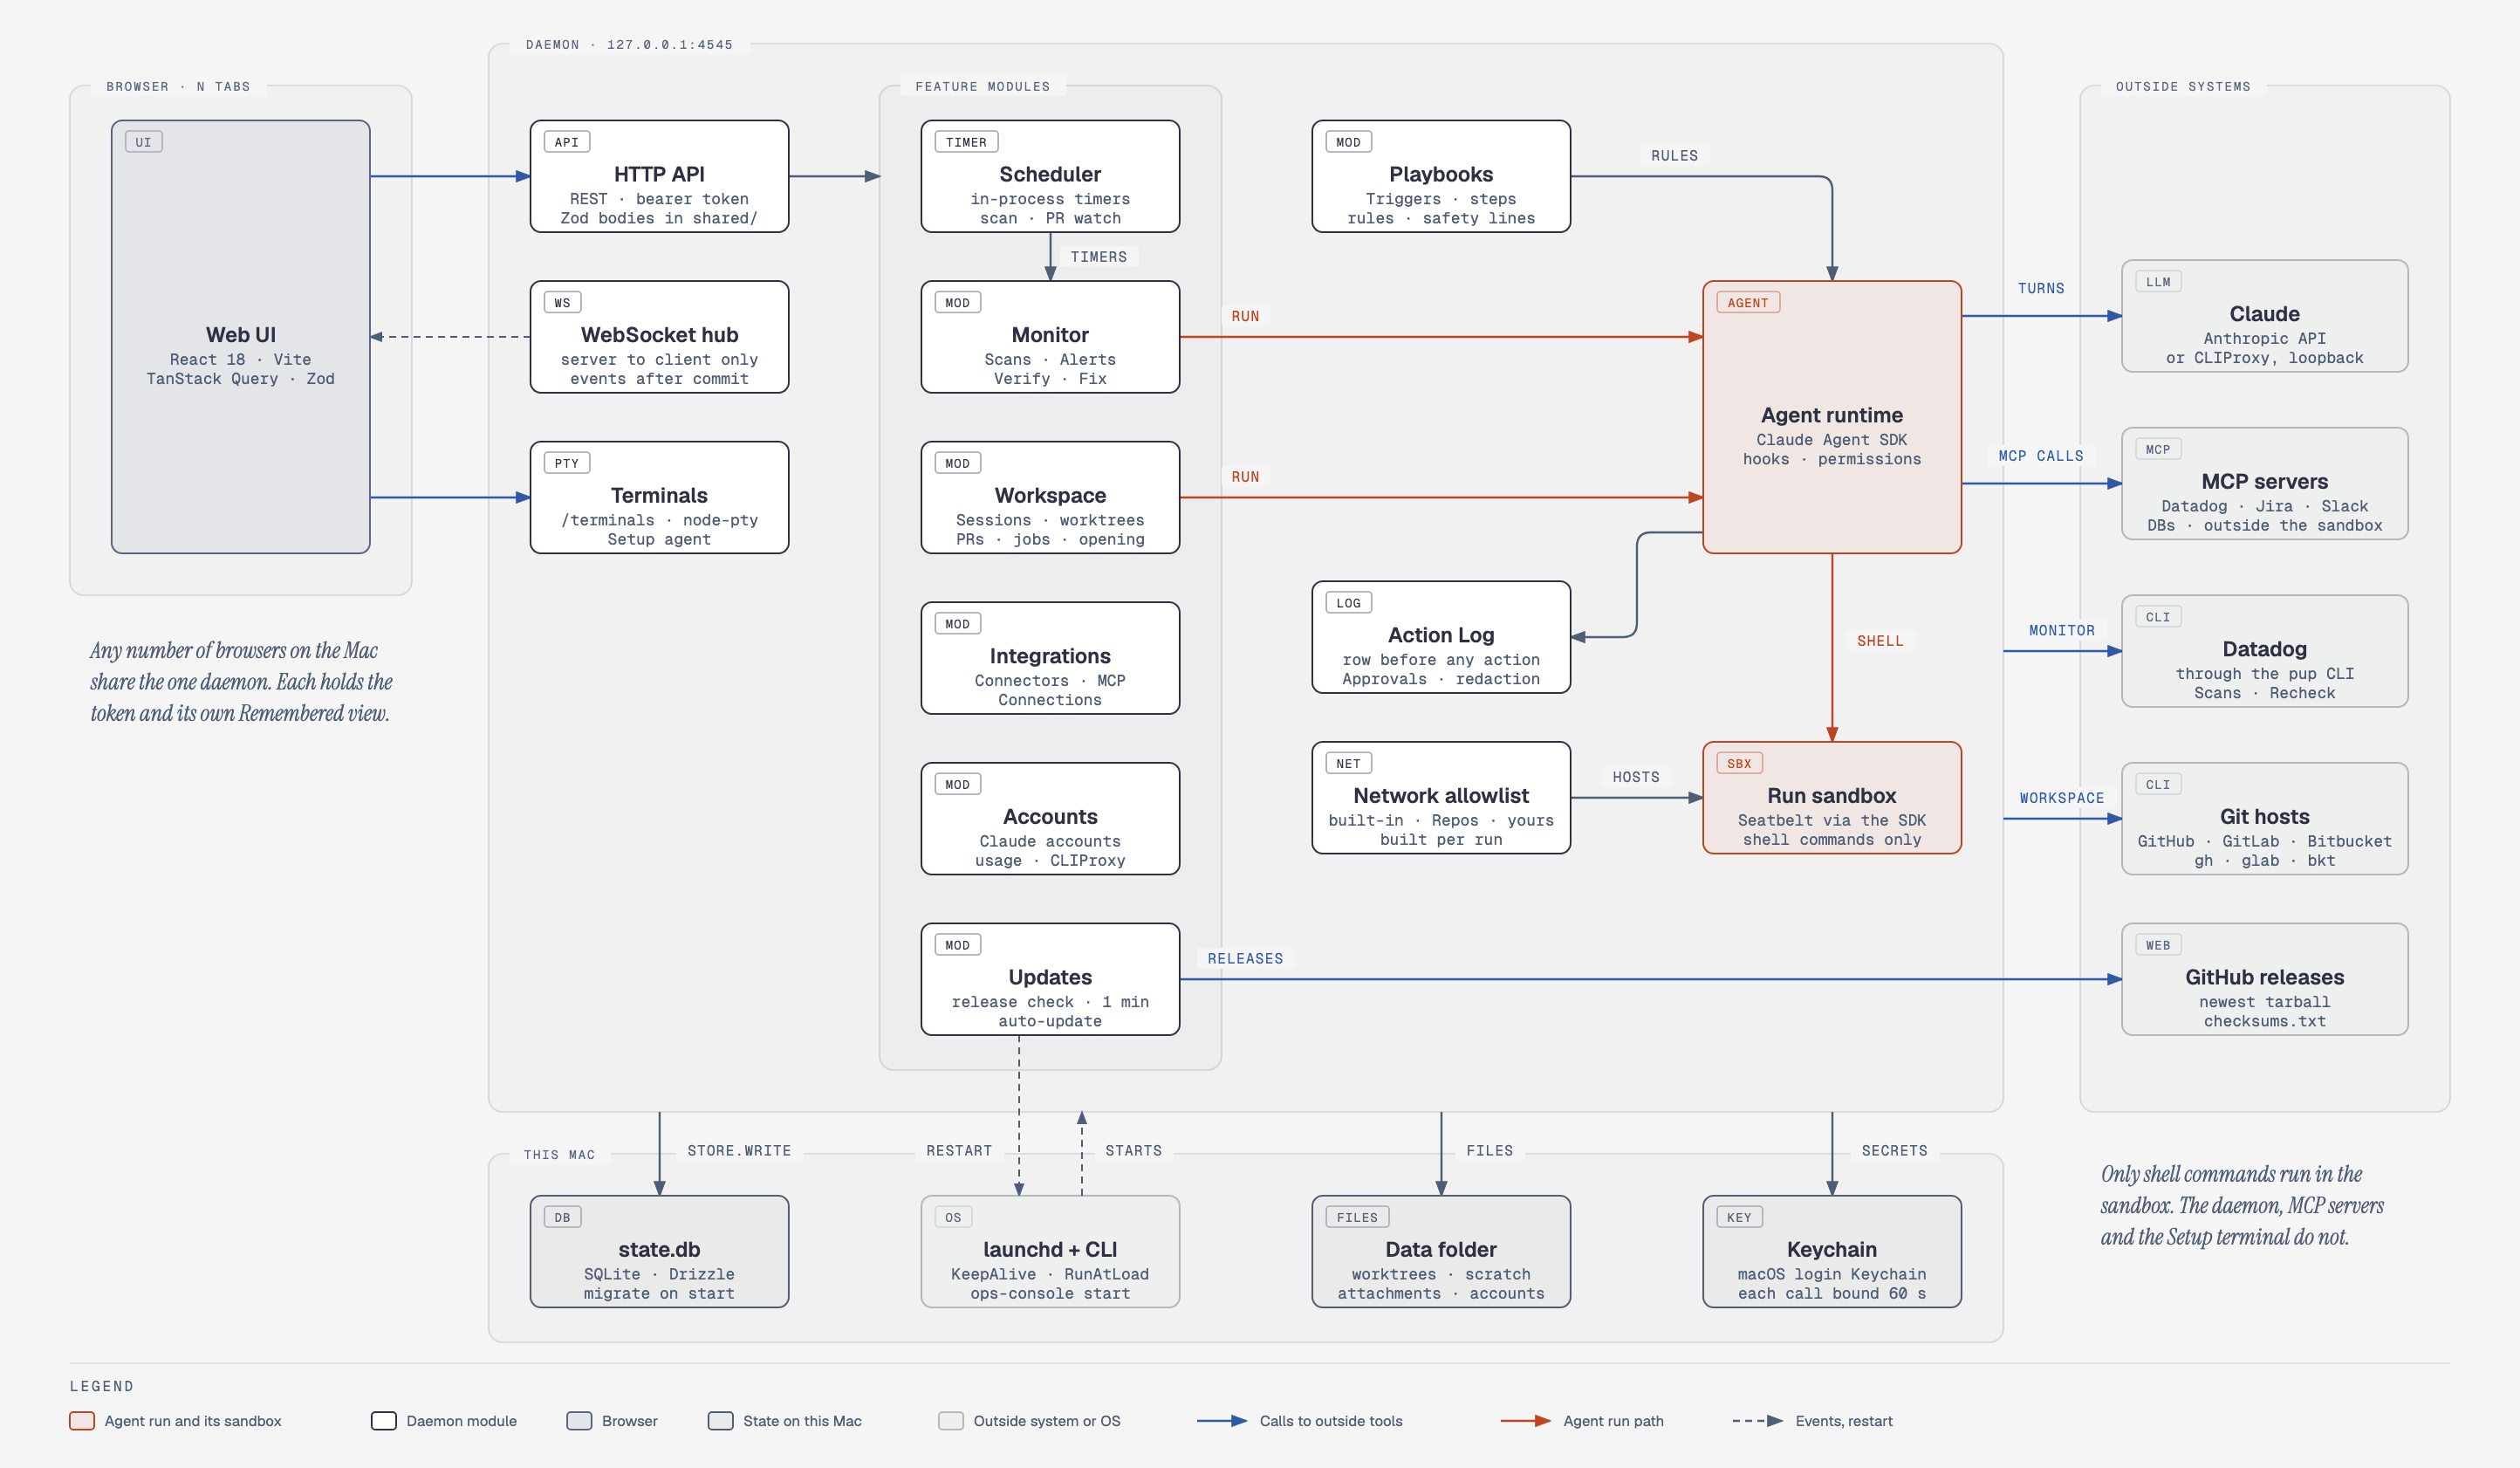 DAEMON · 127.0.0.1:4545
BROWSER · N TABS
FEATURE MODULES
OUTSIDE SYSTEMS
UI
Web UI
React 18 · Vite
TanStack Query · Zod
API
HTTP API
REST · bearer token
Zod bodies in shared/
WS
WebSocket hub
server to client only
events after commit
PTY
Terminals
/terminals · node-pty
Setup agent
TIMER
Scheduler
in-process timers
scan · PR watch
TIMERS
MOD
Monitor
Scans · Alerts
Verify · Fix
RUN
MOD
Workspace
Sessions · worktrees
PRs · jobs · opening
RUN
MOD
Integrations
Connectors · MCP
Connections
MOD
Accounts
Claude accounts
usage · CLIProxy
MOD
Updates
release check · 1 min
auto-update
RELEASES
MOD
Playbooks
Triggers · steps
rules · safety lines
RULES
AGENT
Agent runtime
Claude Agent SDK
hooks · permissions
LOG
Action Log
row before any action
Approvals · redaction
SHELL
NET
Network allowlist
built-in · Repos · yours
built per run
HOSTS
SBX
Run sandbox
Seatbelt via the SDK
shell commands only
TURNS
MCP CALLS
MONITOR
WORKSPACE
LLM
Claude
Anthropic API
or CLIProxy, loopback
MCP
MCP servers
Datadog · Jira · Slack
DBs · outside the sandbox
CLI
Datadog
through the pup CLI
Scans · Recheck
CLI
Git hosts
GitHub · GitLab · Bitbucket
gh · glab · bkt
WEB
GitHub releases
newest tarball
checksums.txt
Any number of browsers on the Mac
share the one daemon. Each holds the
token and its own Remembered view.
THIS MAC
STORE.WRITE
RESTART
STARTS
FILES
SECRETS
DB
state.db
SQLite · Drizzle
migrate on start
OS
launchd + CLI
KeepAlive · RunAtLoad
ops-console start
FILES
Data folder
worktrees · scratch
attachments · accounts
KEY
Keychain
macOS login Keychain
each call bound 60 s
Only shell commands run in the
sandbox. The daemon, MCP servers
and the Setup terminal do not.
LEGEND
Agent run and its sandbox
Daemon module
Browser
State on this Mac
Outside system or OS
Calls to outside tools
Agent run path
Events, restart